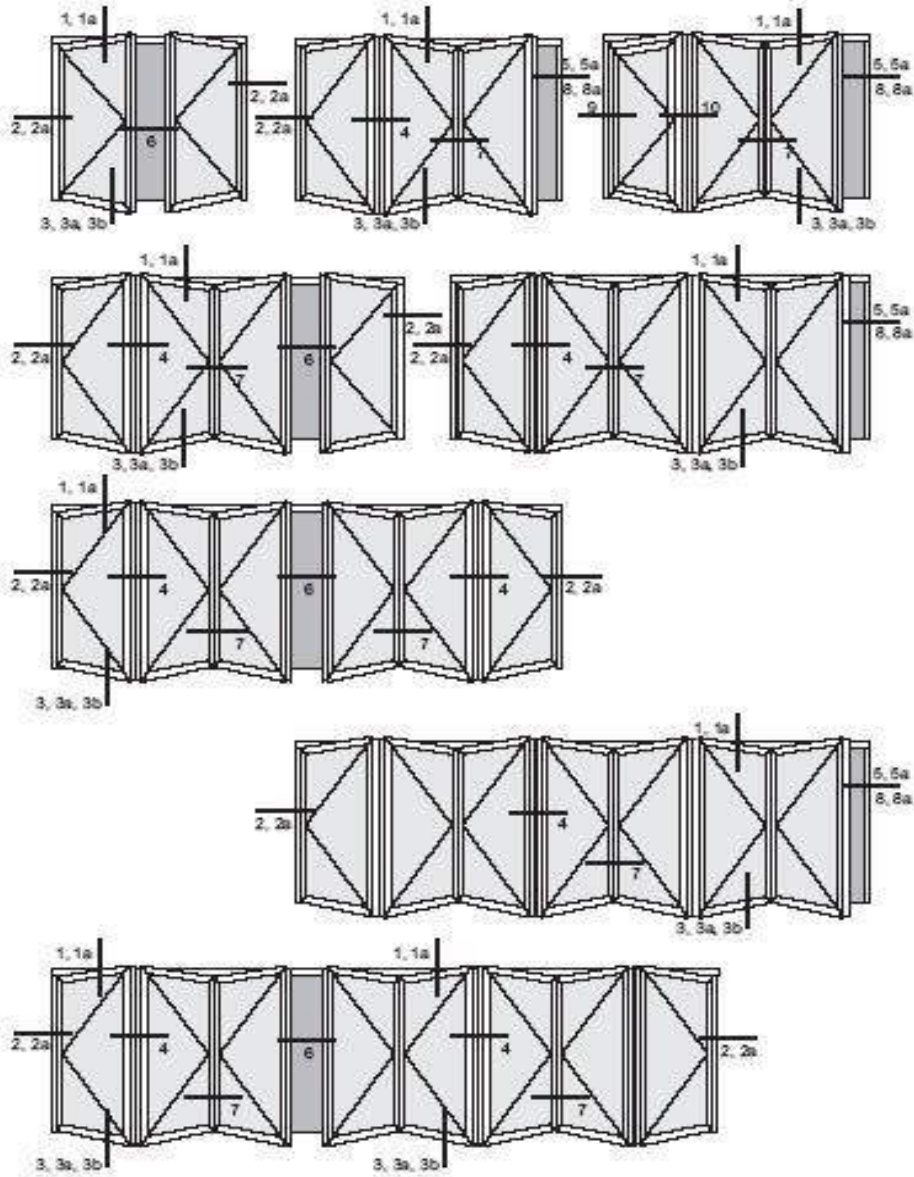 1, 1a
2, 2a
2, 2a
6
3, 3a, 3b
1, 1a
5, 5a
8, 8a
2, 2a
4
7
3, 3a, 3b
1, 1a
5, 5a
8, 8a
9
10
7
3, 3a, 3b
1, 1a
2, 2a
2, 2a
4
6
7
3, 3a, 3b
1, 1a
5, 5a
8, 8a
2, 2a
4
7
3, 3a, 3b
1, 1a
2, 2a
4
6
4
2, 2a
7
7
3, 3a, 3b
1, 1a
5, 5a
8, 8a
2, 2a
4
7
3, 3a, 3b
1, 1a
1, 1a
2, 2a
4
6
4
2, 2a
7
7
3, 3a, 3b
3, 3a, 3b